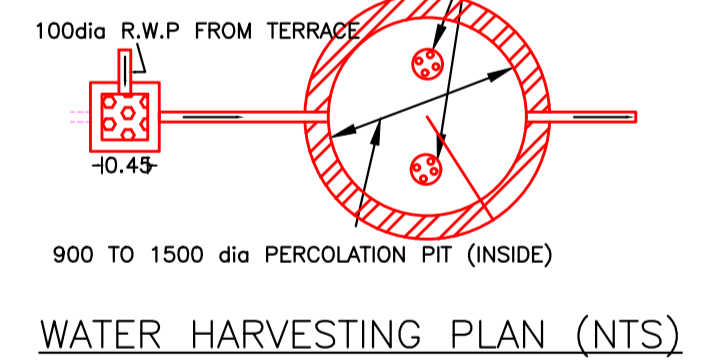 100dia R.W.P FROM TERRACE
0.45
900 TO 1500 dia PERCOLATION PIT (INSIDE)
WATER HARVESTING PLAN (NTS)